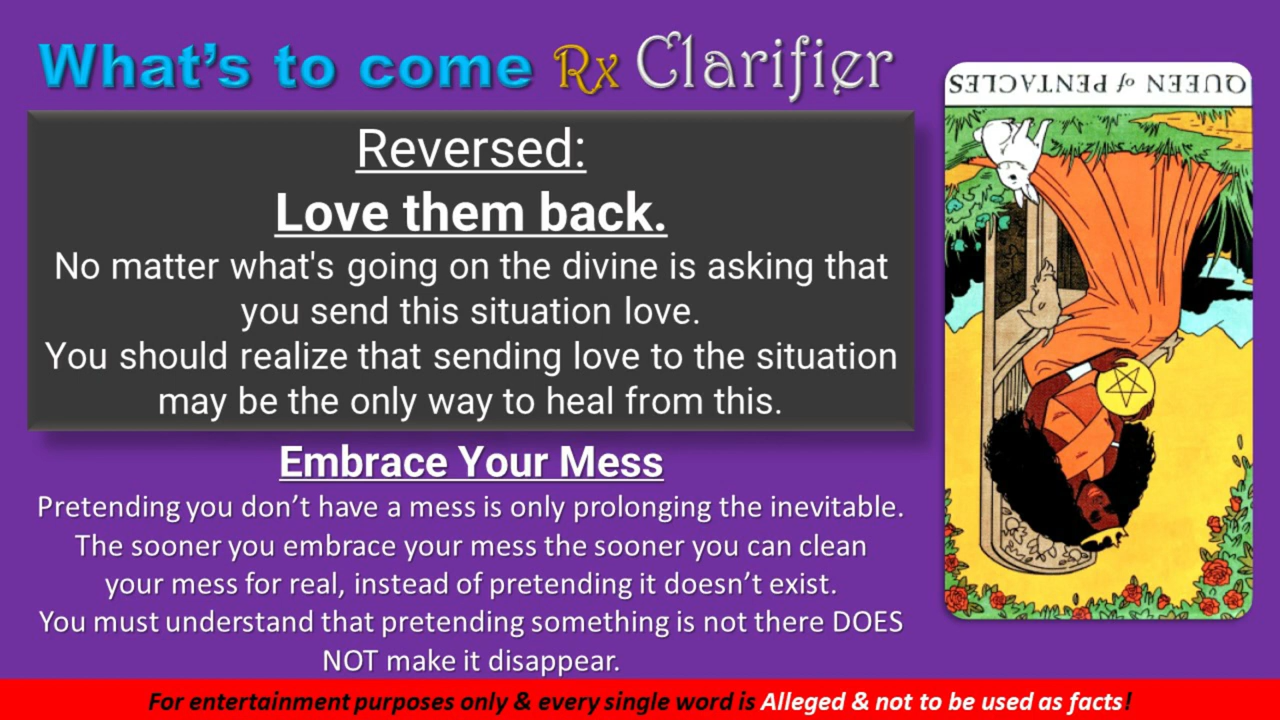 What's to come Rx Clarifier
QUEEN of PENTACLES
Reversed:
Love them back.
No matter what's going on the divine is asking that
you send this situation love.
You should realize that sending love to the situation
may be the only way to heal from this.
Embrace Your Mess
Pretending you don’t have a mess is only prolonging the inevitable.
The sooner you embrace your mess the sooner you can clean
your mess for real, instead of pretending it doesn’t exist.
You must understand that pretending something is not there DOES
NOT make it disappear.
For entertainment purposes only & every single word is Alleged & not to be used as facts!